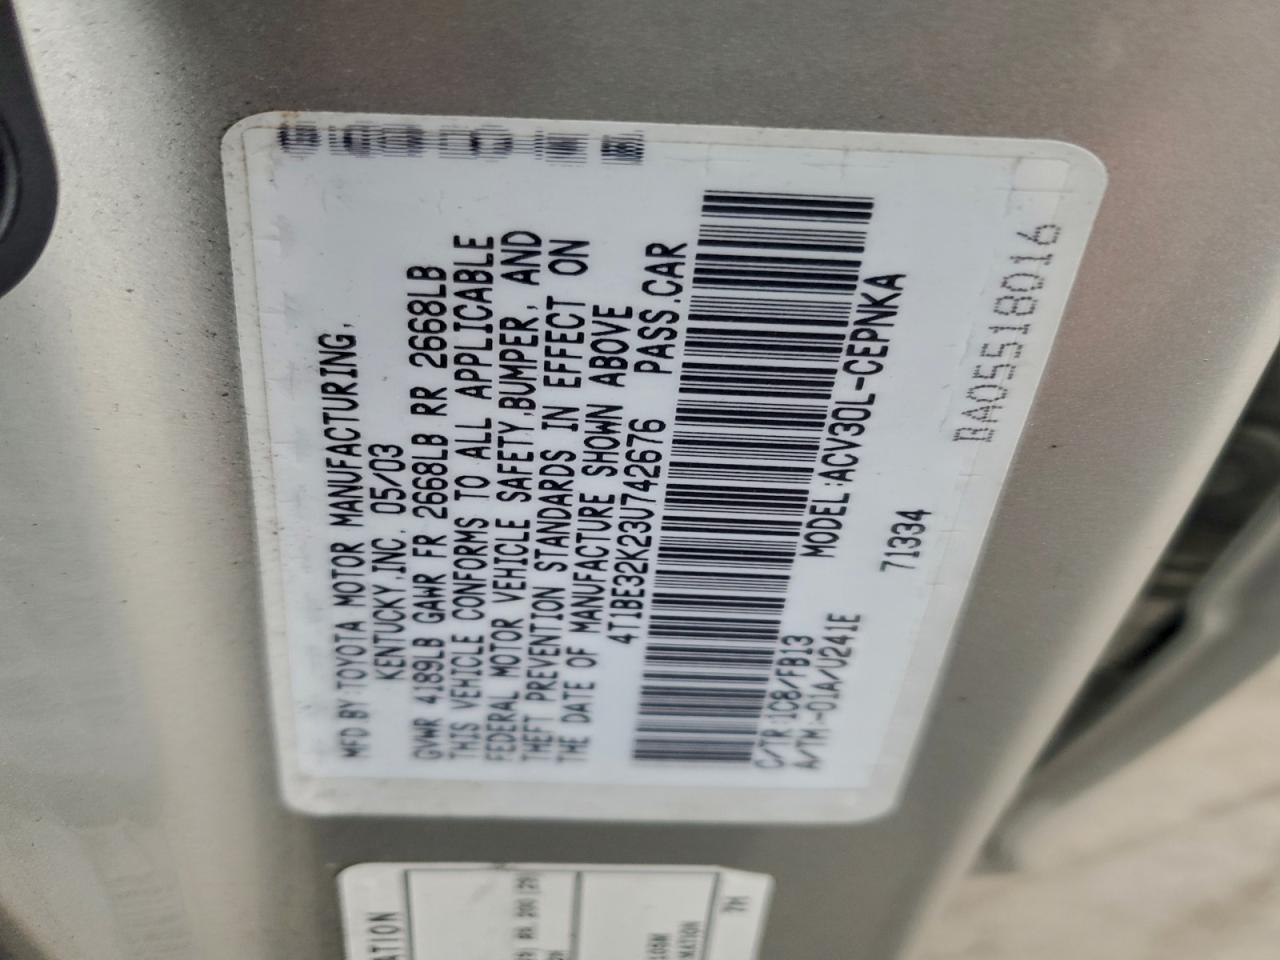 MFD BY:TOYOTA MOTOR MANUFACTURING,
KENTUCKY,INC. 05/03
GVWR 4189LB GAWR FR 2668LB RR 2668LB
THIS VEHICLE CONFORMS TO ALL APPLICABLE
FEDERAL MOTOR VEHICLE SAFETY,BUMPER, AND
THEFT PREVENTION STANDARDS IN EFFECT ON
THE DATE OF MANUFACTURE SHOWN ABOVE
4T1BE32K23U742676 PASS.CAR
MODEL:ACV30L-CEPNKA
C/TR:1C8/FB13
A/TM:-01A/U241E
71334
BA05518016
7H